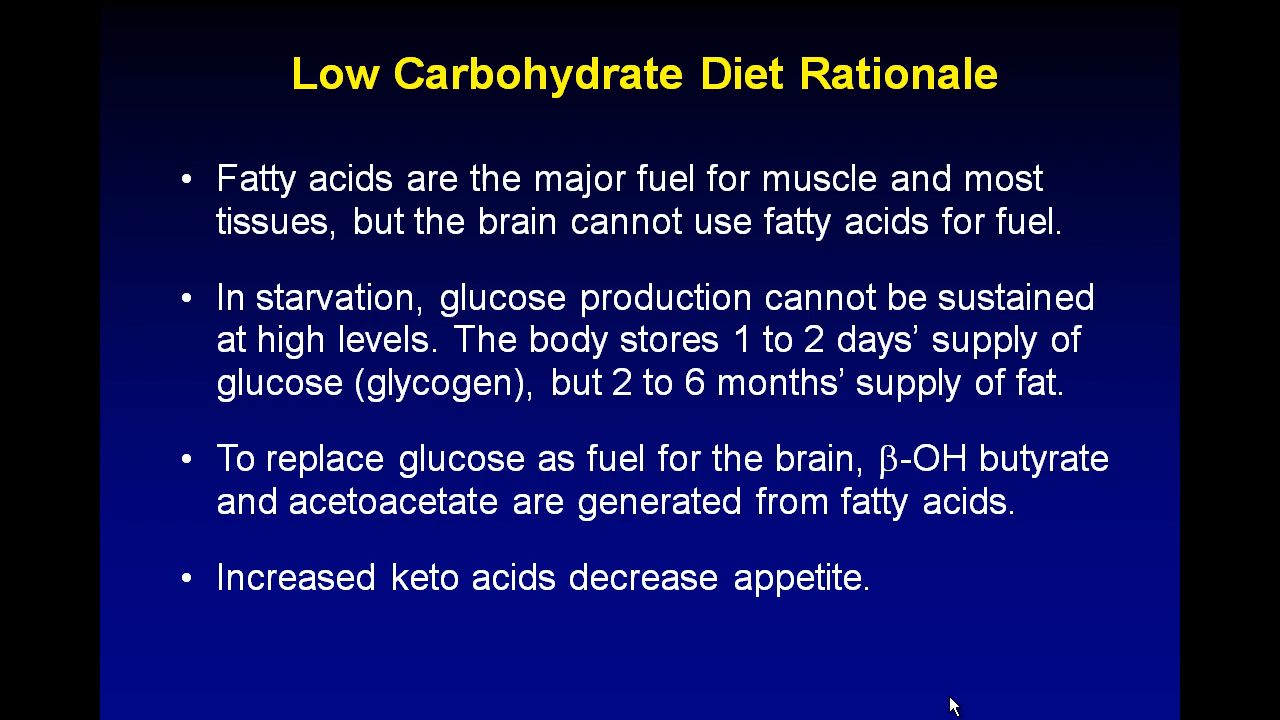 Low Carbohydrate Diet Rationale
• Fatty acids are the major fuel for muscle and most
tissues, but the brain cannot use fatty acids for fuel.
• In starvation, glucose production cannot be sustained
at high levels. The body stores 1 to 2 days’ supply of
glucose (glycogen), but 2 to 6 months’ supply of fat.
• To replace glucose as fuel for the brain, β-OH butyrate
and acetoacetate are generated from fatty acids.
• Increased keto acids decrease appetite.